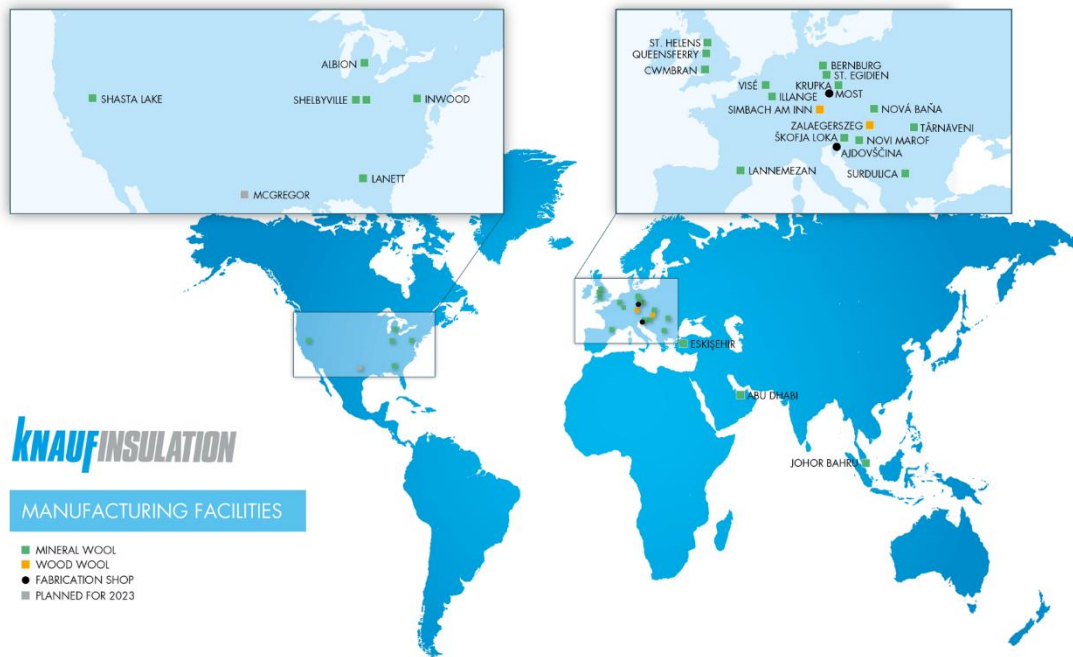 ALBION
SHASTA LAKE
SHELBYVILLE
INWOOD
LANETT
MCGREGOR
ST. HELENS
QUEENSFERRY
CWMBRAN
BERNBURG
ST. EGIDIEN
VISÉ
KRUPKA
MOST
ILLANGE
SIMBACH AM INN
NOVÁ BAŇA
ZALAEGERSZEG
TÂRNĂVENI
ŠKOFJA LOKA
NOVI MAROF
AJDOVŠČINA
LANNEMEZAN
SURDULICA
ESKIŞEHIR
ABU DHABI
JOHOR BAHRU
KNAUFINSULATION
MANUFACTURING FACILITIES
MINERAL WOOL
WOOD WOOL
FABRICATION SHOP
PLANNED FOR 2023